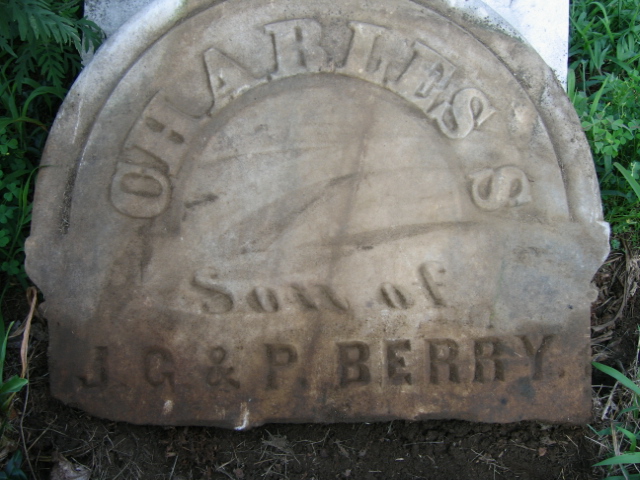 CHARLES S
Son of
J. G & P. BERRY.